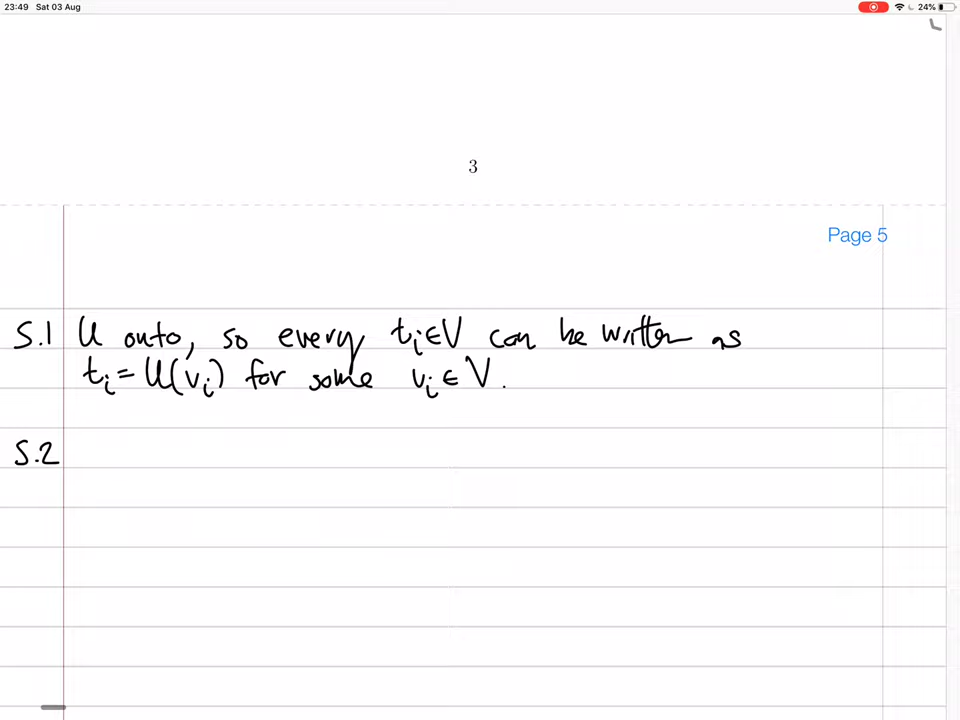 23:49 Sat 03 Aug
24%
3
Page 5
S.1 U onto, so every tᵢ∈V can be written as
tᵢ = U(vᵢ) for some vᵢ ∈ V.
S.2